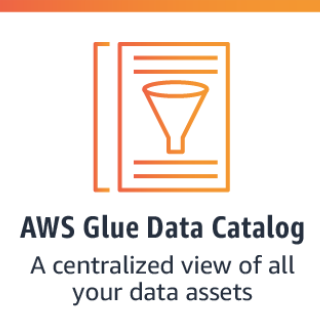 AWS Glue Data Catalog
A centralized view of all
your data assets